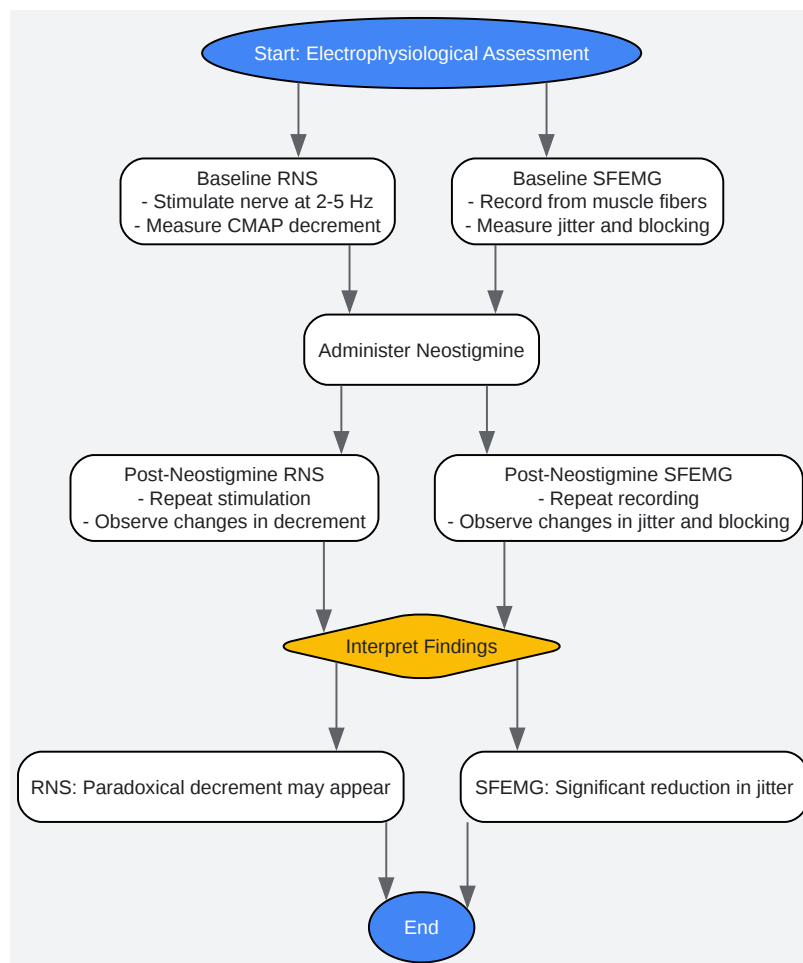 Start: Electrophysiological Assessment
Baseline RNS
- Stimulate nerve at 2-5 Hz
- Measure CMAP decrement
Baseline SFEMG
- Record from muscle fibers
- Measure jitter and blocking
Administer Neostigmine
Post-Neostigmine RNS
- Repeat stimulation
- Observe changes in decrement
Post-Neostigmine SFEMG
- Repeat recording
- Observe changes in jitter and blocking
Interpret Findings
RNS: Paradoxical decrement may appear
SFEMG: Significant reduction in jitter
End